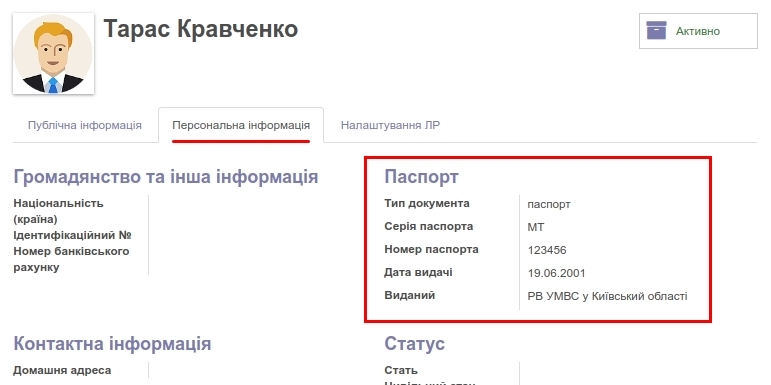 Тарас Кравченко
Активно
Публічна інформація
Персональна інформація
Налаштування ЛР
Громадянство та інша інформація
Національність
(країна)
Ідентифікаційний №
Номер банківського
рахунку
Паспорт
Тип документа паспорт
Серія паспорта МТ
Номер паспорта 123456
Дата видачі 19.06.2001
Виданий РВ УМВС у Київській області
Контактна інформація
Домашня адреса
Статус
Стать